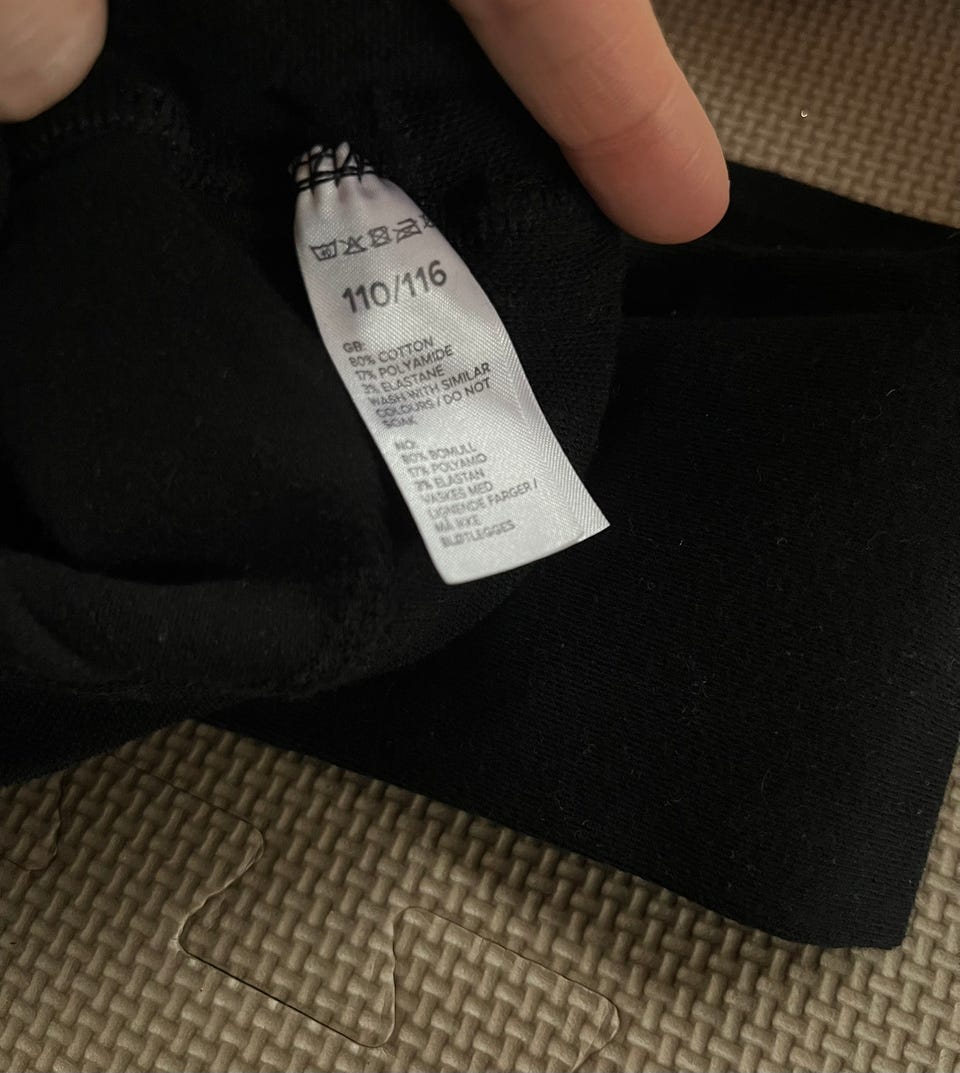 110/116
GB:
80% COTTON
17% POLYAMIDE
3% ELASTANE
WASH WITH SIMILAR
COLOURS / DO NOT
SOAK
NO:
80% BOMULL
17% POLYAMID
3% ELASTAN
VASKES MED
LIGNENDE FARGER /
MÅ IKKE
BLØTLEGGES